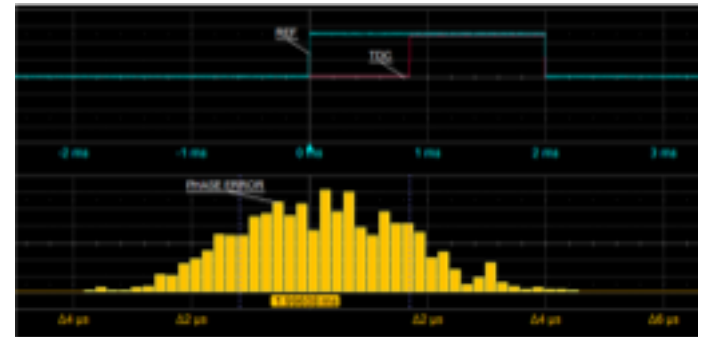 REF
TDG
-2 ms -1 ms 0 ms 1 ms 2 ms 3 ms
PHASE ERROR
Δ4 µs Δ2 µs Δ2 µs Δ4 µs Δ6 µs